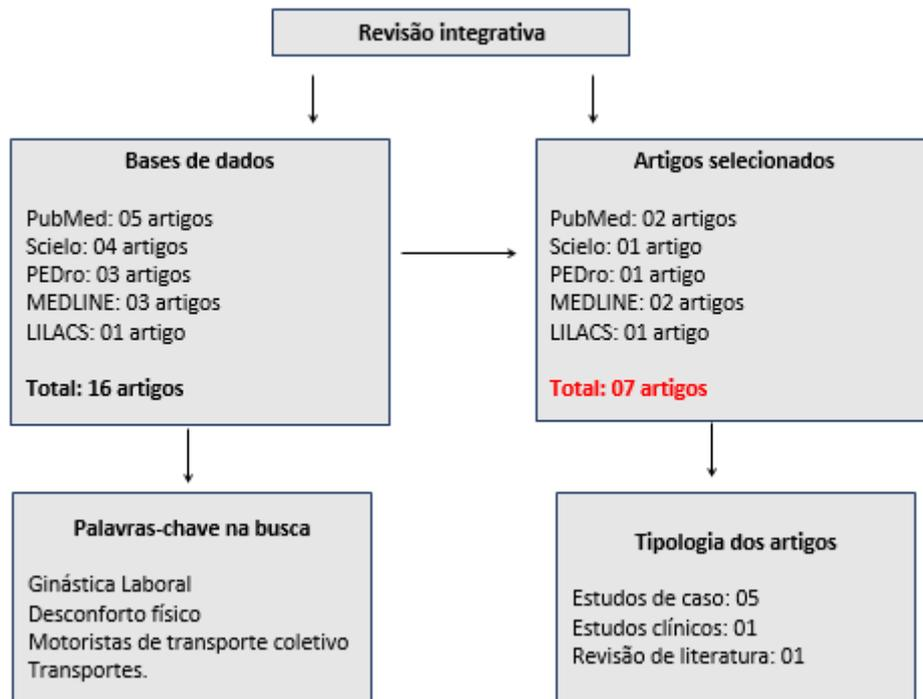 Revisão integrativa
Bases de dados
PubMed: 05 artigos
Scielo: 04 artigos
PEDro: 03 artigos
MEDLINE: 03 artigos
LILACS: 01 artigo
Total: 16 artigos
Artigos selecionados
PubMed: 02 artigos
Scielo: 01 artigo
PEDro: 01 artigo
MEDLINE: 02 artigos
LILACS: 01 artigo
Total: 07 artigos
Palavras-chave na busca
Ginástica Laboral
Desconforto físico
Motoristas de transporte coletivo
Transportes.
Tipologia dos artigos
Estudos de caso: 05
Estudos clínicos: 01
Revisão de literatura: 01